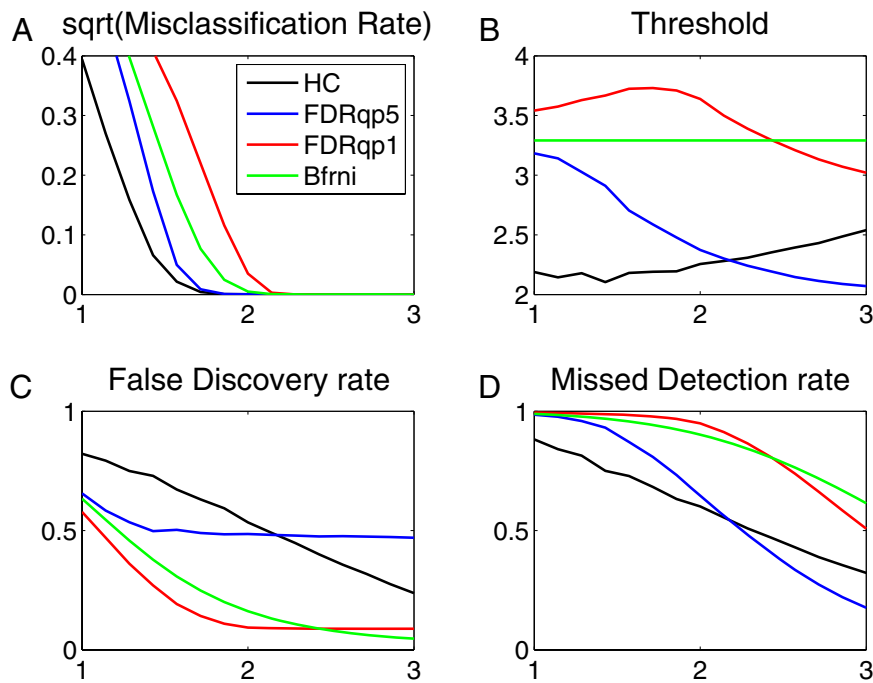 A sqrt(Misclassification Rate)
0.4
0.3
0.2
0.1
0
1 2 3
HC
FDRqp5
FDRqp1
Bfrni
B Threshold
4
3.5
3
2.5
2
1 2 3
C False Discovery rate
1
0.5
0
1 2 3
D Missed Detection rate
1
0.5
0
1 2 3